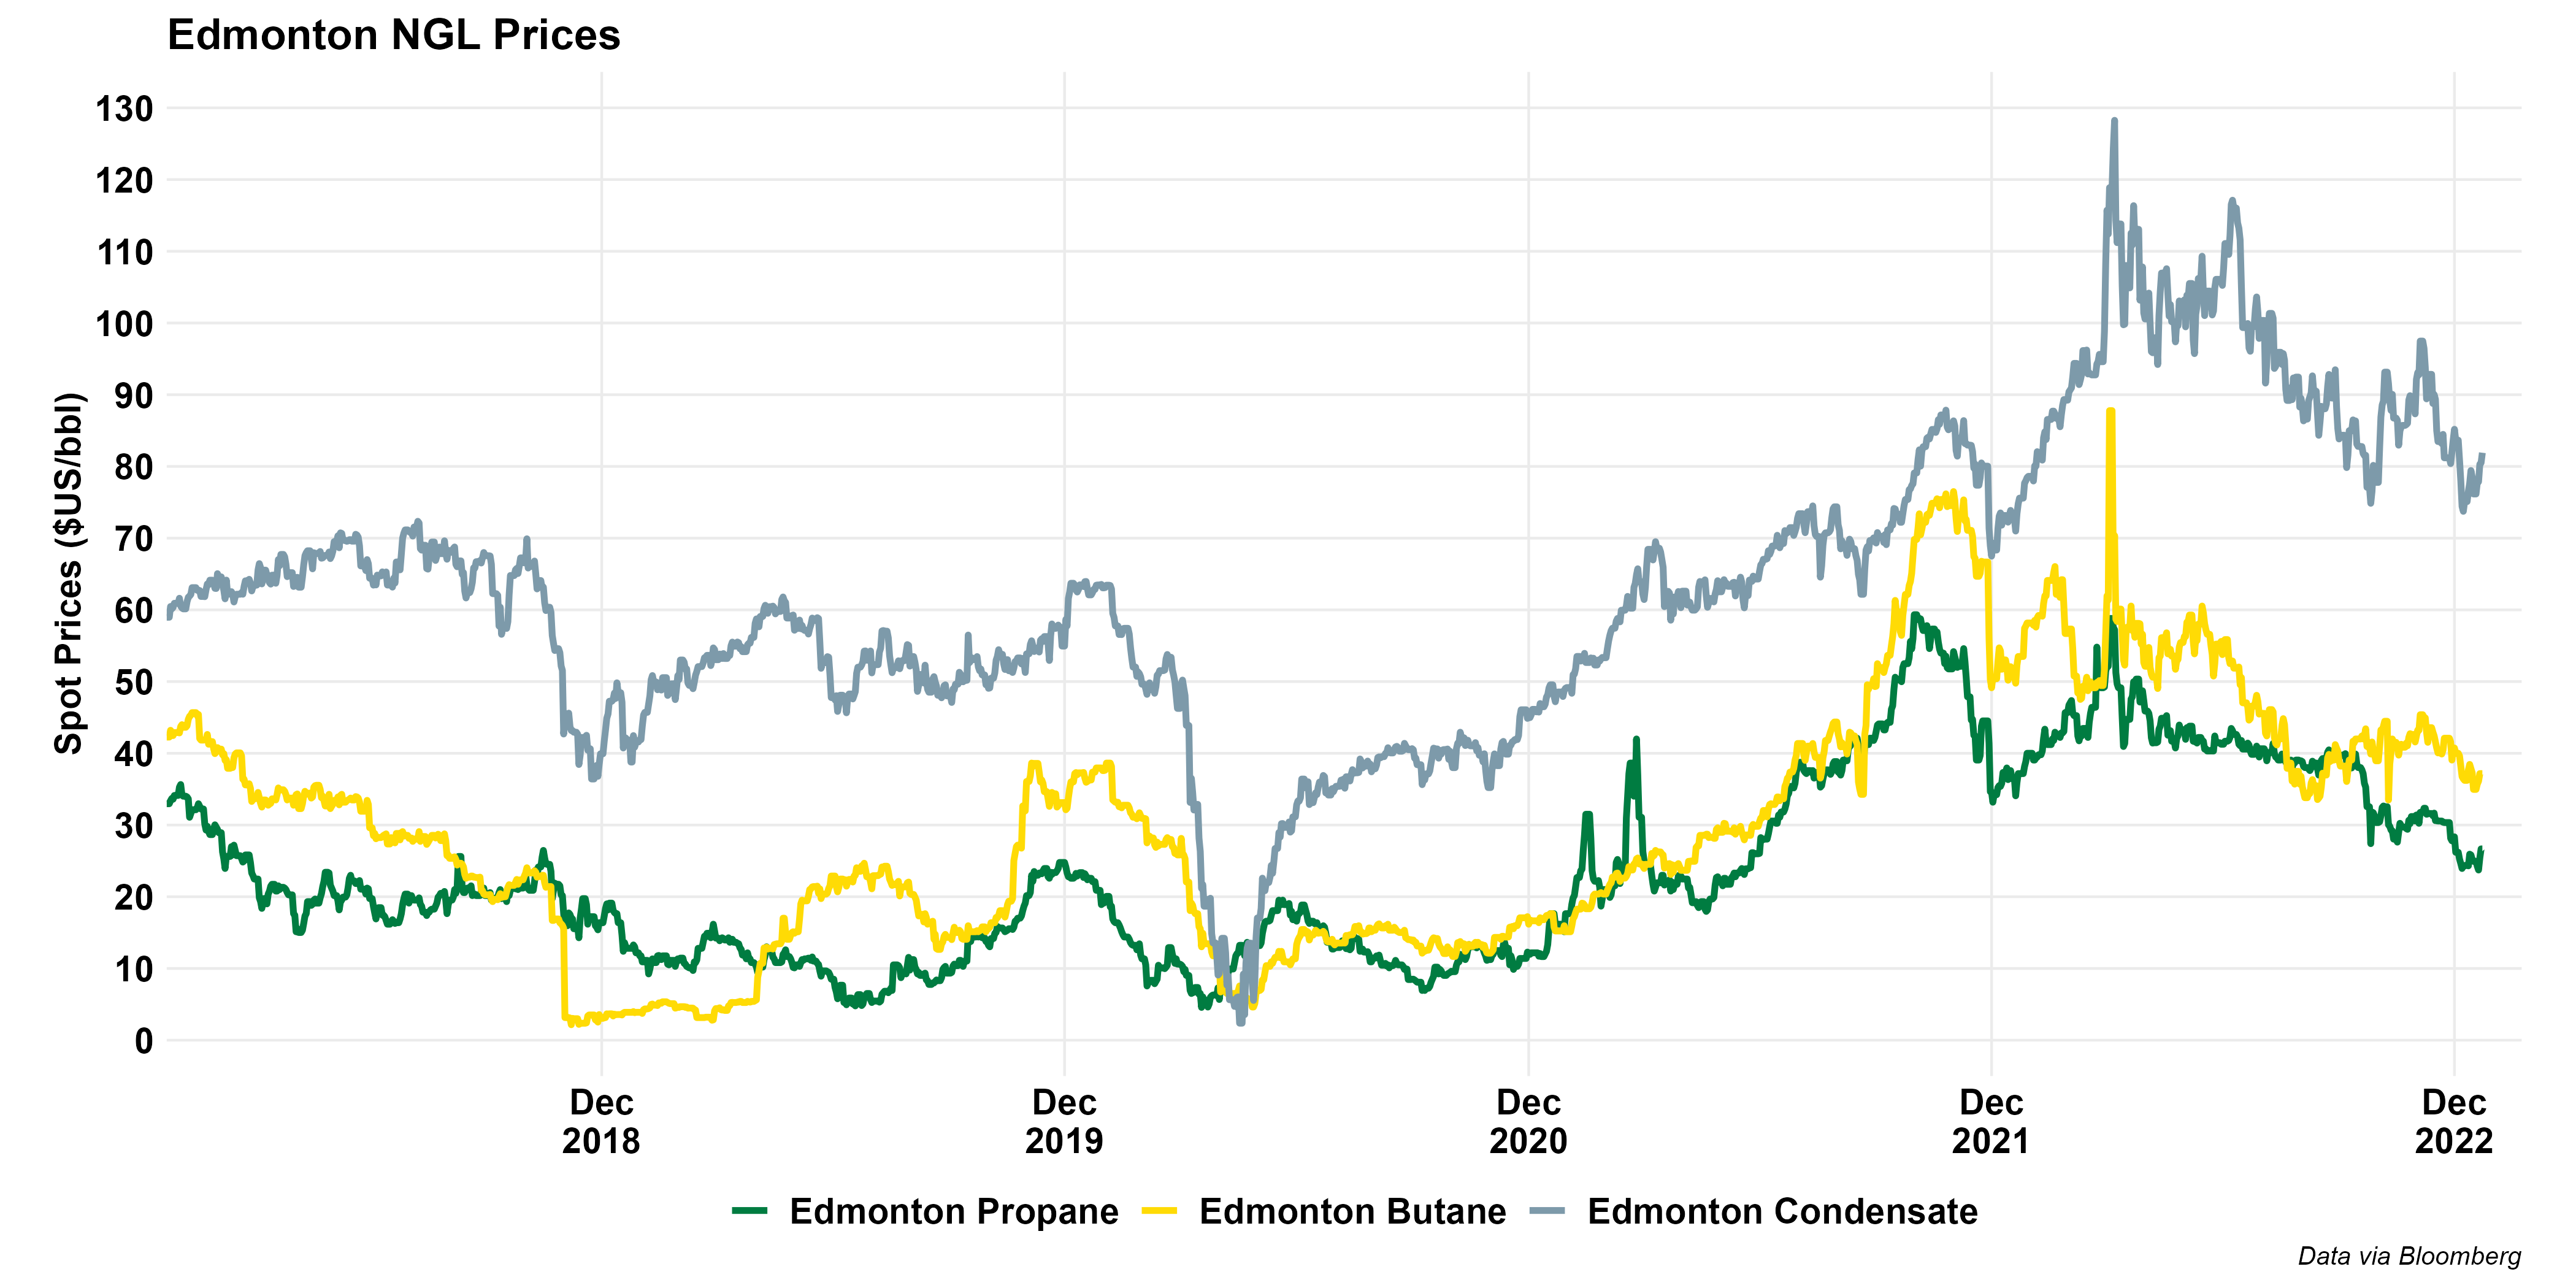 Edmonton NGL Prices
Spot Prices ($US/bbl)
130
120
110
100
90
80
70
60
50
40
30
20
10
0
Dec
2018
Dec
2019
Dec
2020
Dec
2021
Dec
2022
Edmonton Propane
Edmonton Butane
Edmonton Condensate
Data via Bloomberg